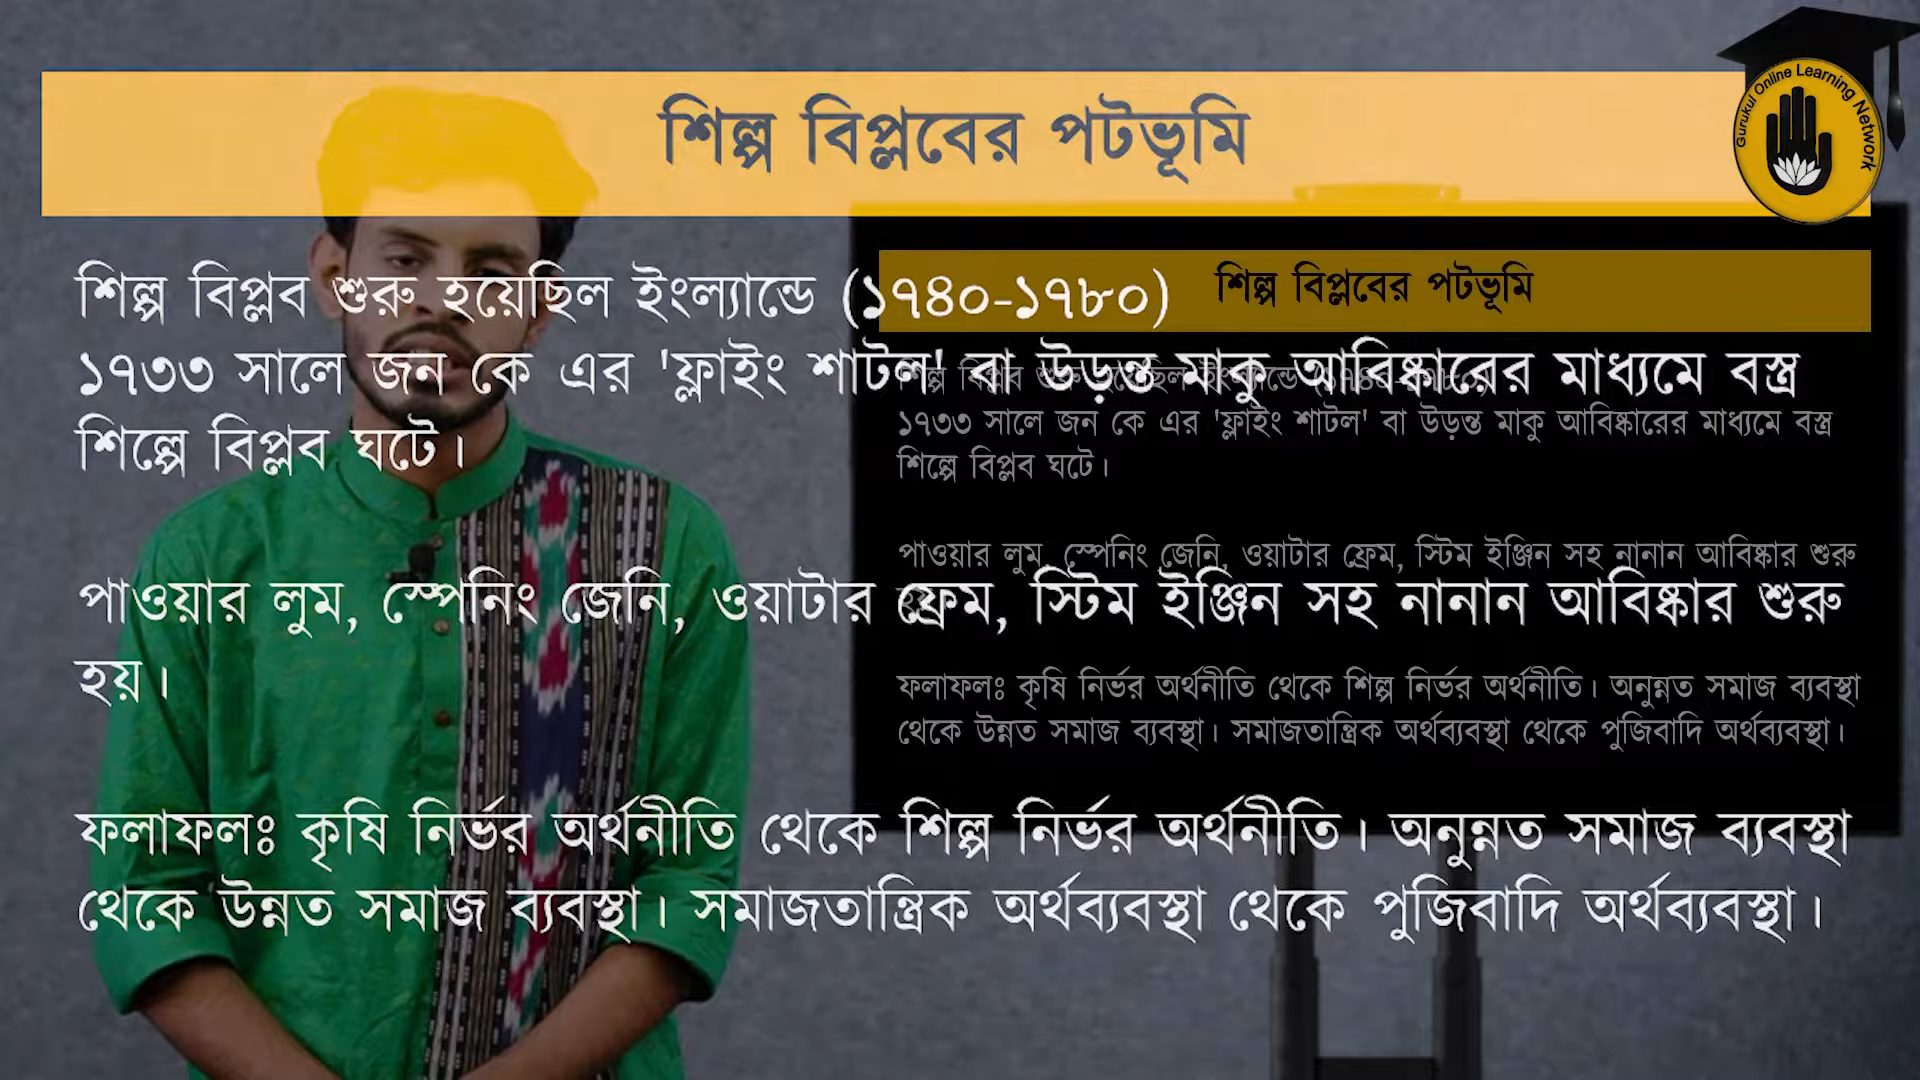 শিল্প বিপ্লবের পটভূমি
Gurukul Online Learning Network
শিল্প বিপ্লব শুরু হয়েছিল ইংল্যান্ডে (১৭৪০-১৭৮০)
১৭৩৩ সালে জন কে এর 'ফ্লাইং শাটল' বা উড়ন্ত মাকু আবিষ্কারের মাধ্যমে বস্ত্র
শিল্পে বিপ্লব ঘটে।
পাওয়ার লুম, স্পেনিং জেনি, ওয়াটার ফ্রেম, স্টিম ইঞ্জিন সহ নানান আবিষ্কার শুরু
হয়।
ফলাফলঃ কৃষি নির্ভর অর্থনীতি থেকে শিল্প নির্ভর অর্থনীতি। অনুন্নত সমাজ ব্যবস্থা
থেকে উন্নত সমাজ ব্যবস্থা। সমাজতান্ত্রিক অর্থব্যবস্থা থেকে পুজিবাদি অর্থব্যবস্থা।
শিল্প বিপ্লবের পটভূমি
বিপ্লব ইংল্যান্ডে
১৭৩৩ সালে জন কে এর 'ফ্লাইং শাটল' বা উড়ন্ত মাকু আবিষ্কারের মাধ্যমে বস্ত্র
শিল্পে বিপ্লব ঘটে।
পাওয়ার লুম, স্পেনিং জেনি, ওয়াটার ফ্রেম, স্টিম ইঞ্জিন সহ নানান আবিষ্কার শুরু
ফলাফলঃ কৃষি নির্ভর অর্থনীতি থেকে শিল্প নির্ভর অর্থনীতি। অনুন্নত সমাজ ব্যবস্থা
থেকে উন্নত সমাজ ব্যবস্থা। সমাজতান্ত্রিক অর্থব্যবস্থা থেকে পুজিবাদি অর্থব্যবস্থা।